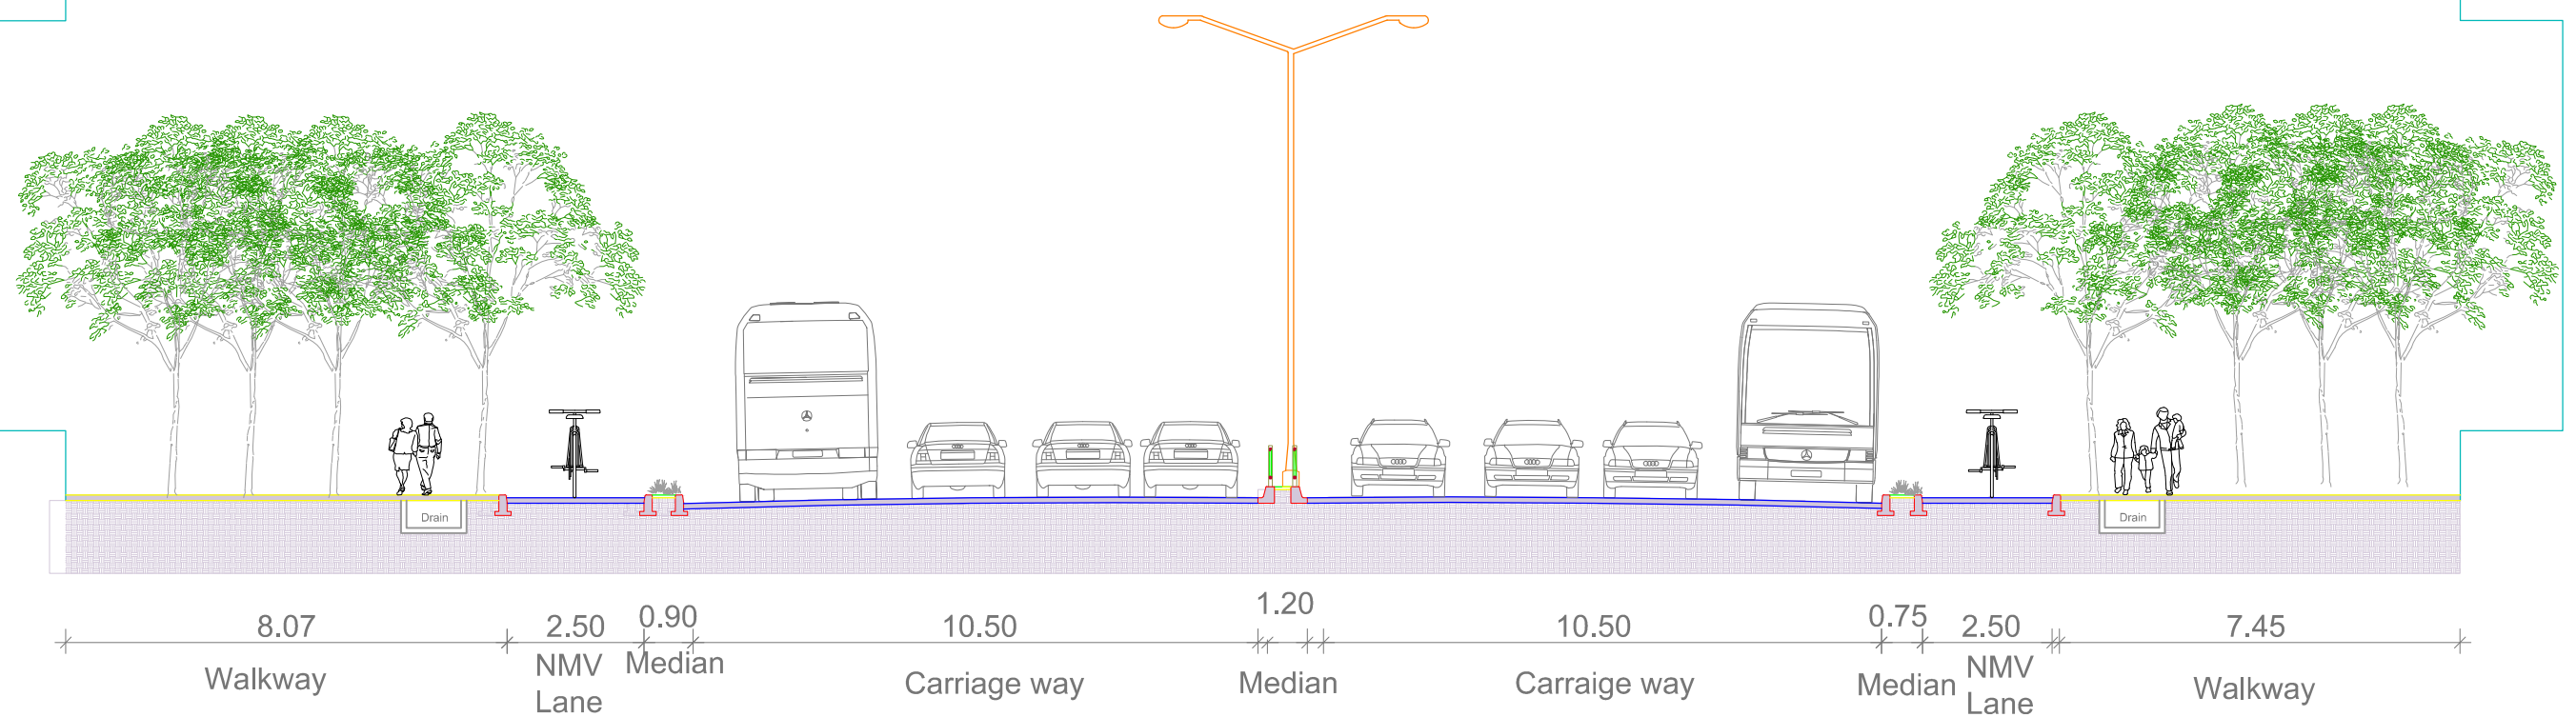 Drain
Drain
8.07
2.50
0.90
10.50
1.20
10.50
0.75
2.50
7.45
Walkway
NMV
Lane
Median
Carriage way
Median
Carraige way
Median
NMV
Lane
Walkway